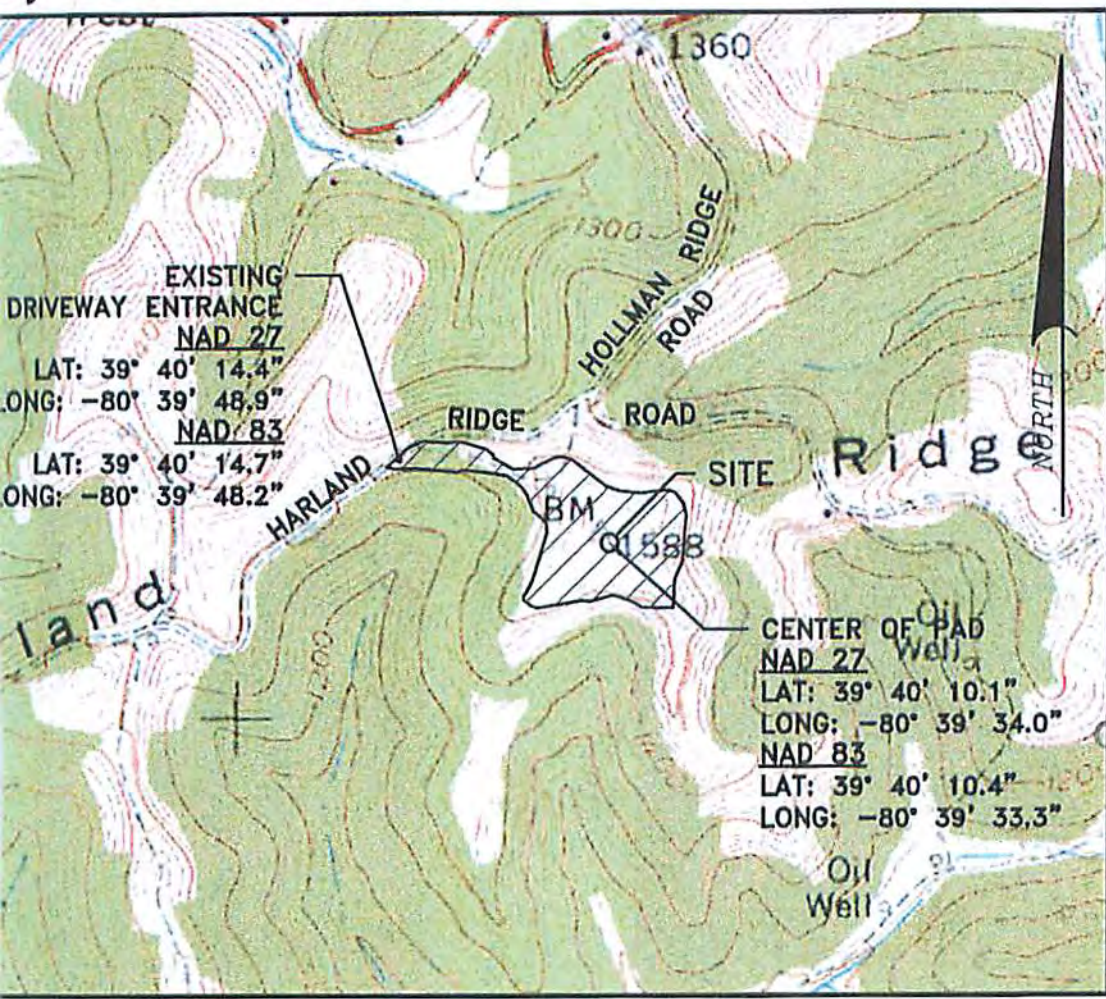 1360
1300
HOLLMAN RIDGE
ROAD
EXISTING
DRIVEWAY ENTRANCE
NAD 27
LAT: 39° 40' 14.4"
LONG: -80° 39' 48.9"
NAD 83
LAT: 39° 40' 14.7"
LONG: -80° 39' 48.2"
HARLAND
RIDGE ROAD
Ridge
NORTH
SITE
BM
1588
land
1200
CENTER OF PAD
NAD 27
LAT: 39° 40' 10.1"
LONG: -80° 39' 34.0"
NAD 83
LAT: 39° 40' 10.4"
LONG: -80° 39' 33.3"
Oil
Well
1200
Oil
Well